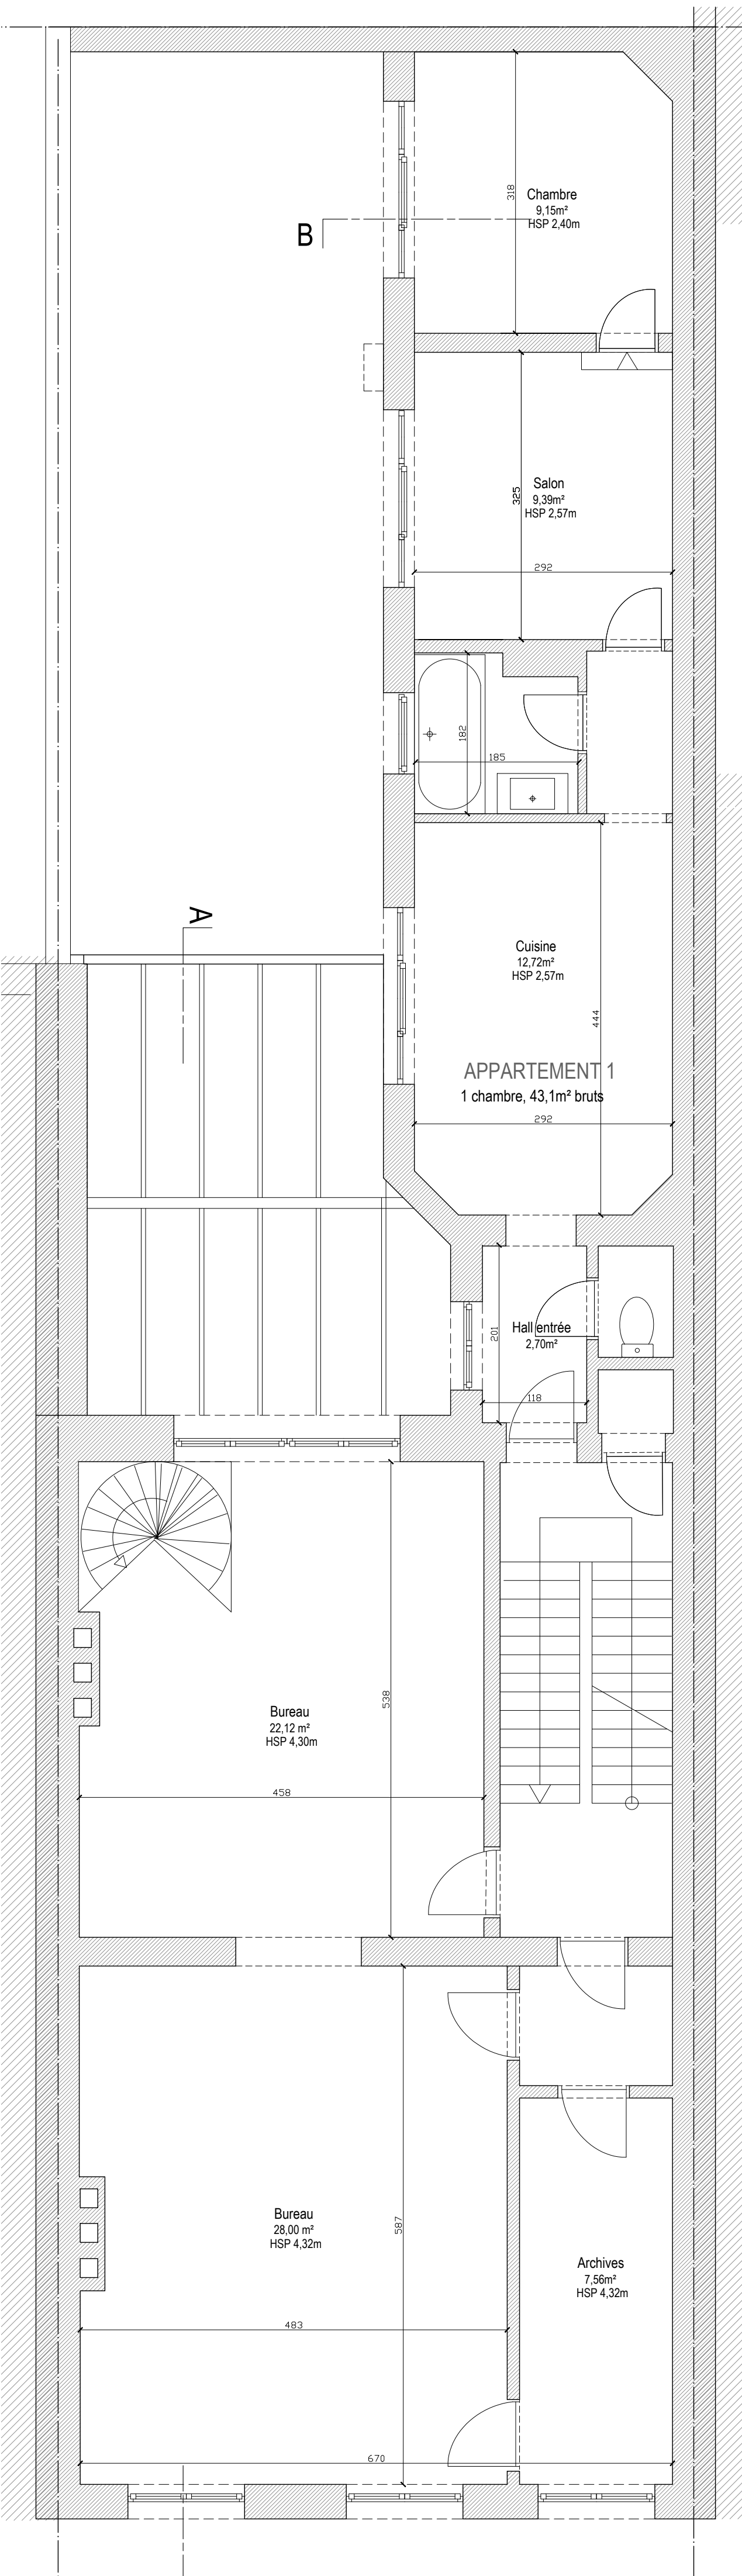 318
Chambre
9,15m²
HSP 2,40m
B
325
Salon
9,39m²
HSP 2,57m
292
182
185
A
Cuisine
12,72m²
HSP 2,57m
444
APPARTEMENT 1
1 chambre, 43,1m² bruts
292
201
Hall entrée
2,70m²
118
538
Bureau
22,12 m²
HSP 4,30m
458
587
Bureau
28,00 m²
HSP 4,32m
Archives
7,56m²
HSP 4,32m
483
670